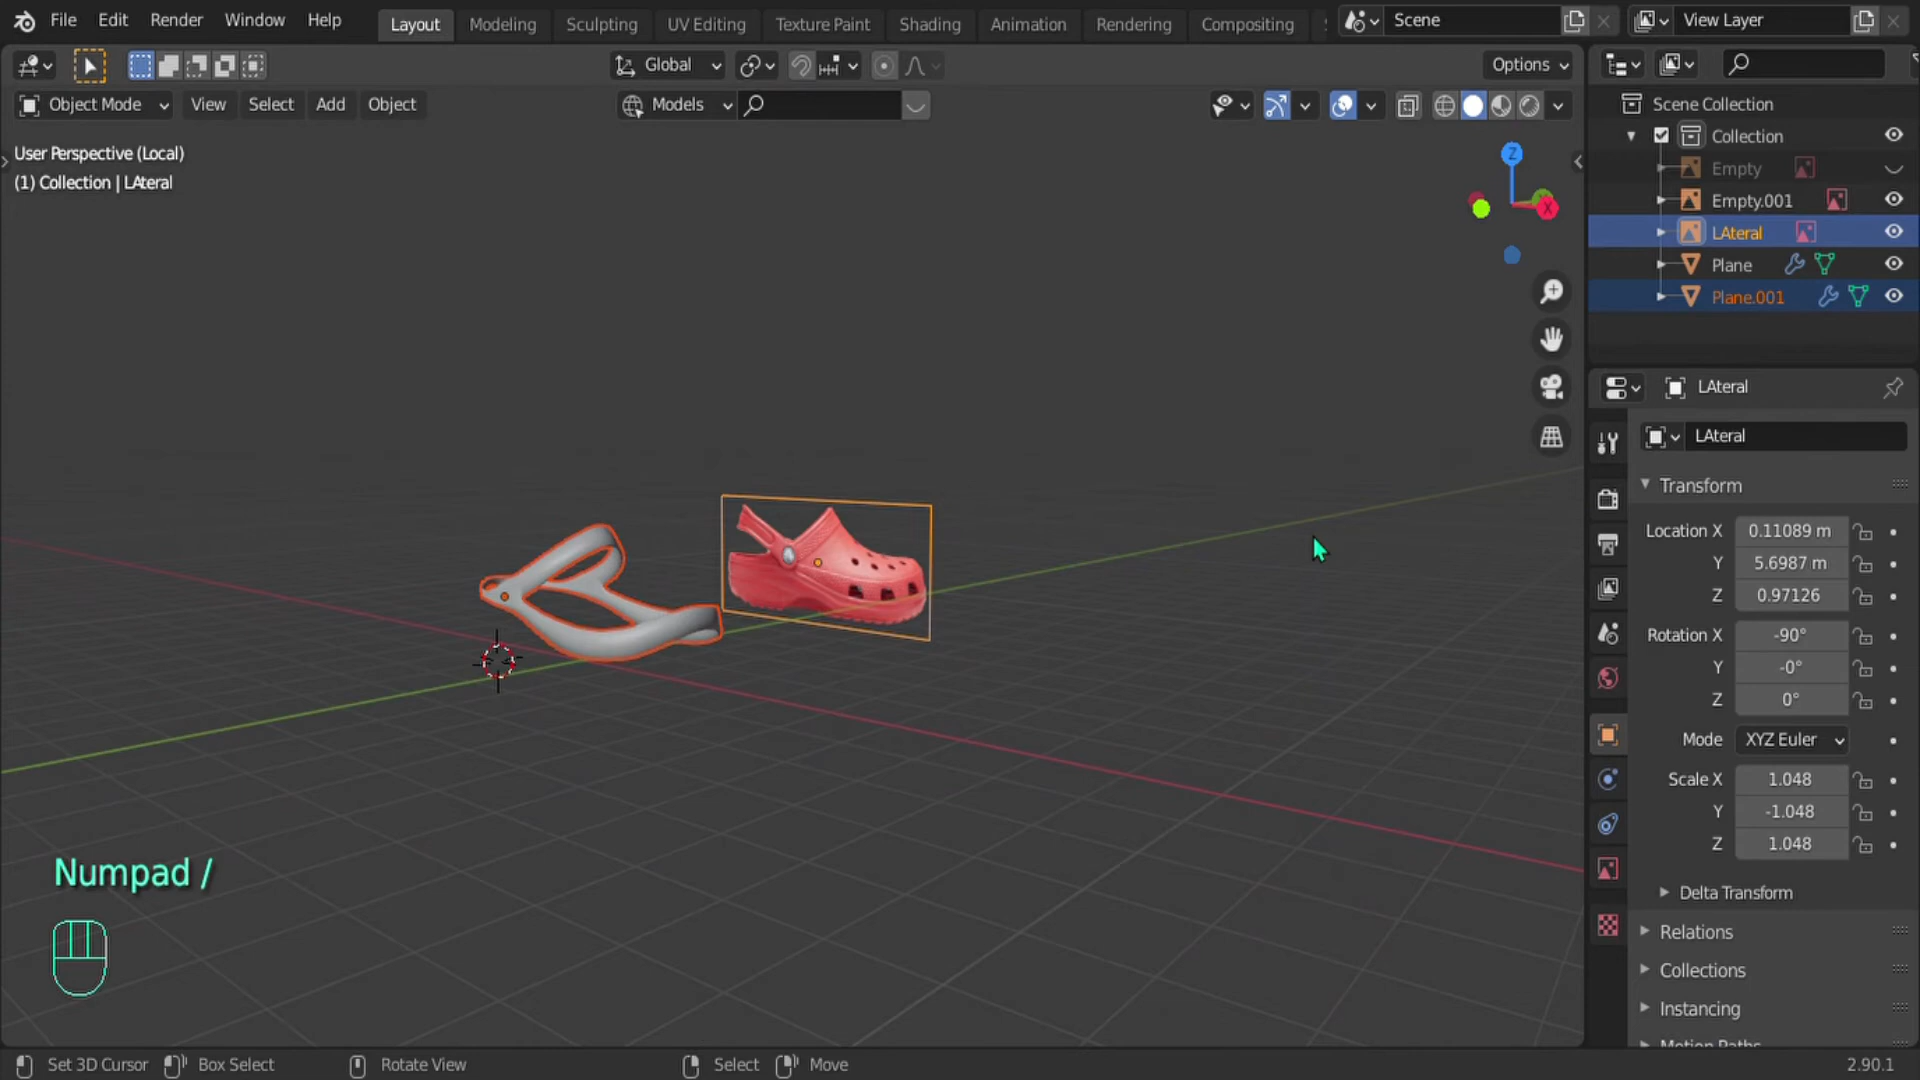 File Edit Render Window Help Layout Modeling Sculpting UV Editing Texture Paint Shading Animation Rendering Compositing Scene View Layer
Global Options
Object Mode View Select Add Object Models
User Perspective (Local)
(1) Collection | LAteral
Z
X
Scene Collection
Collection
Empty
Empty.001
LAteral
Plane
Plane.001
LAteral
LAteral
Transform
Location X 0.11089 m
Y 5.6987 m
Z 0.97126
Rotation X -90°
Y -0°
Z 0°
Mode XYZ Euler
Scale X 1.048
Y -1.048
Z 1.048
Delta Transform
Relations
Collections
Instancing
Motion Paths
Numpad /
Set 3D Cursor Box Select Rotate View Select Move 2.90.1